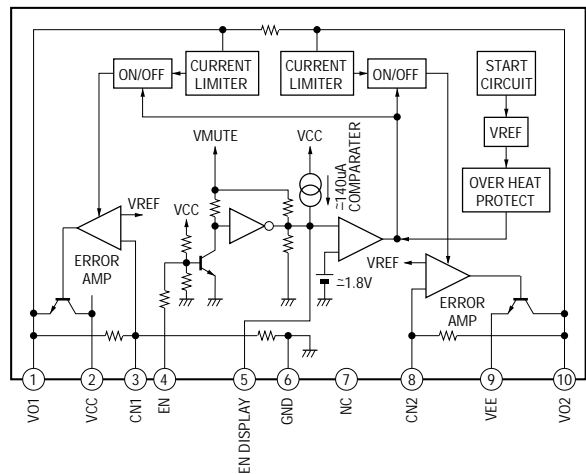 CURRENT
LIMITER
CURRENT
LIMITER
ON/OFF
ON/OFF
START
CIRCUIT
VREF
OVER HEAT
PROTECT
VMUTE
VCC
≃140uA
COMPARATER
VREF
VCC
ERROR
AMP
≃1.8V
VREF
ERROR
AMP
1
2
3
4
5
6
7
8
9
10
VO1
VCC
CN1
EN
EN DISPLAY
GND
NC
CN2
VEE
VO2